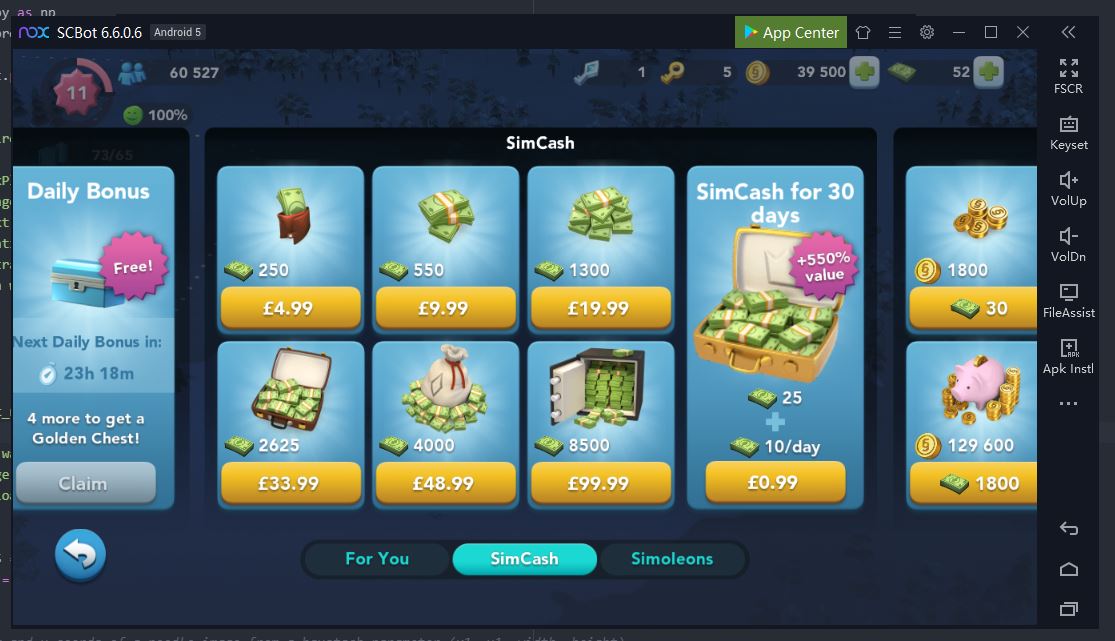 by as np
nox SCBot 6.6.0.6 Android 5
App Center
11
60 527
1
5
39 500
52
100%
FSCR
Keyset
VolUp
VolDn
FileAssist
Apk Instl
73/65
Daily Bonus
Free!
Next Daily Bonus in:
23h 18m
4 more to get a
Golden Chest!
Claim
SimCash
250
£4.99
550
£9.99
1300
£19.99
2625
£33.99
4000
£48.99
8500
£99.99
SimCash for 30
days
+550%
value
25
10/day
£0.99
1800
30
129 600
1800
For You
SimCash
Simoleons